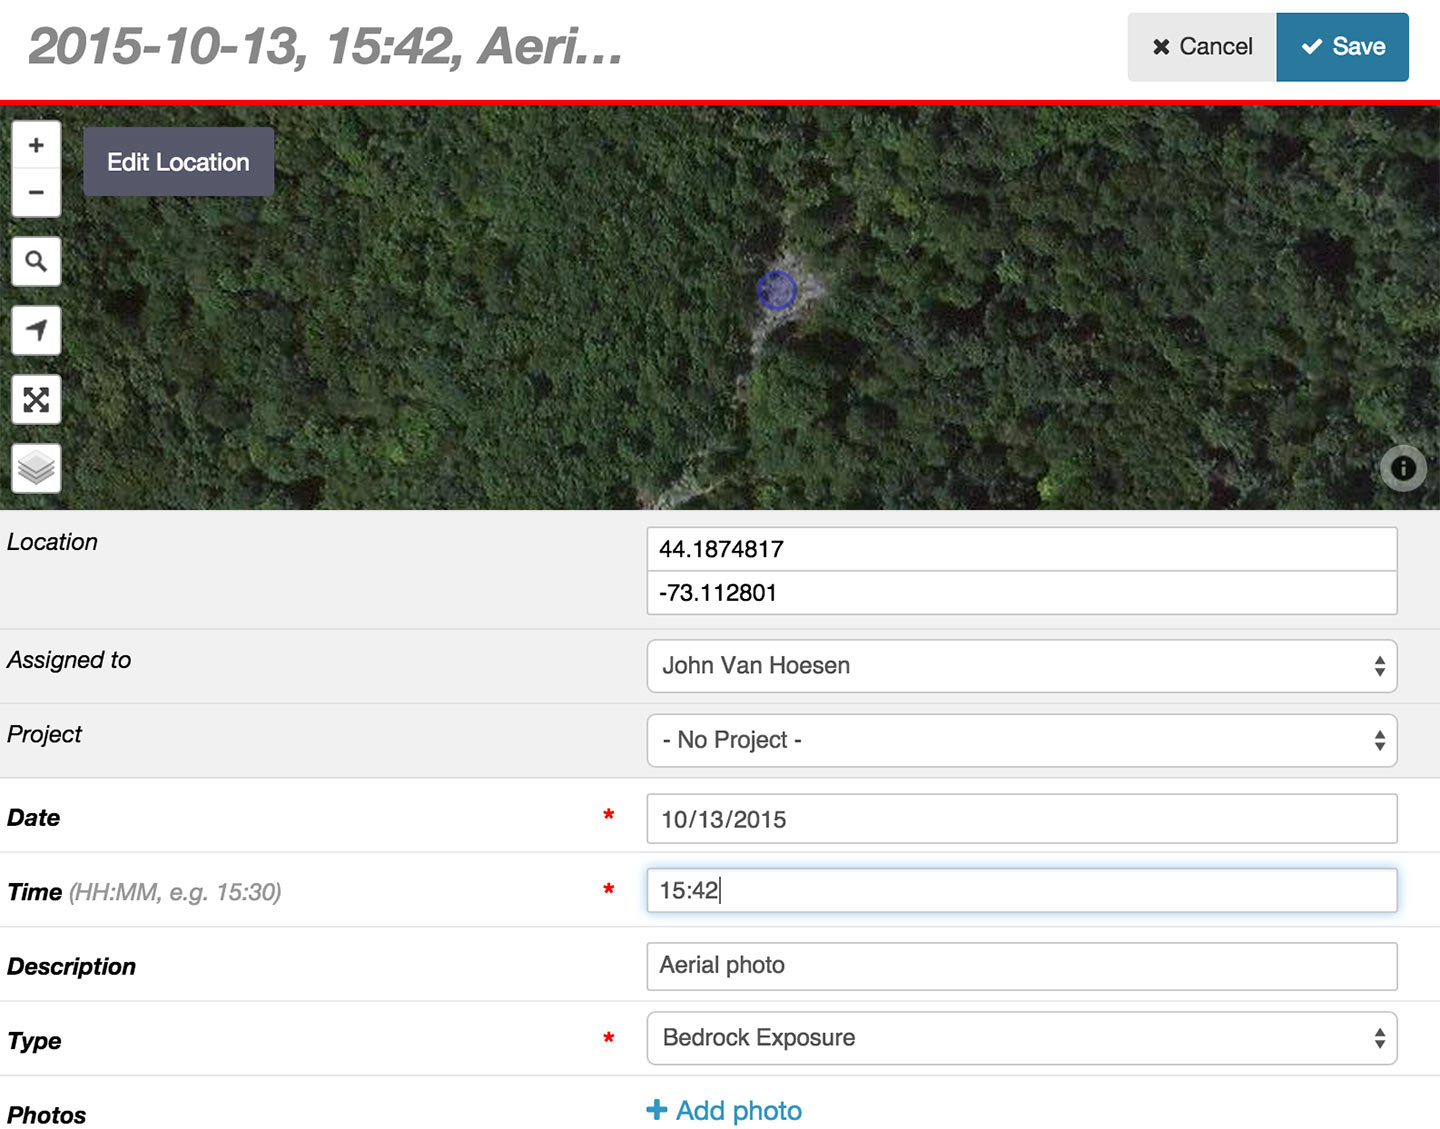 2015-10-13, 15:42, Aeri...
Cancel
Save
Edit Location
Location
44.1874817
-73.112801
Assigned to
John Van Hoesen
Project
- No Project -
Date *
10/13/2015
Time (HH:MM, e.g. 15:30) *
15:42
Description
Aerial photo
Type *
Bedrock Exposure
Photos
Add photo